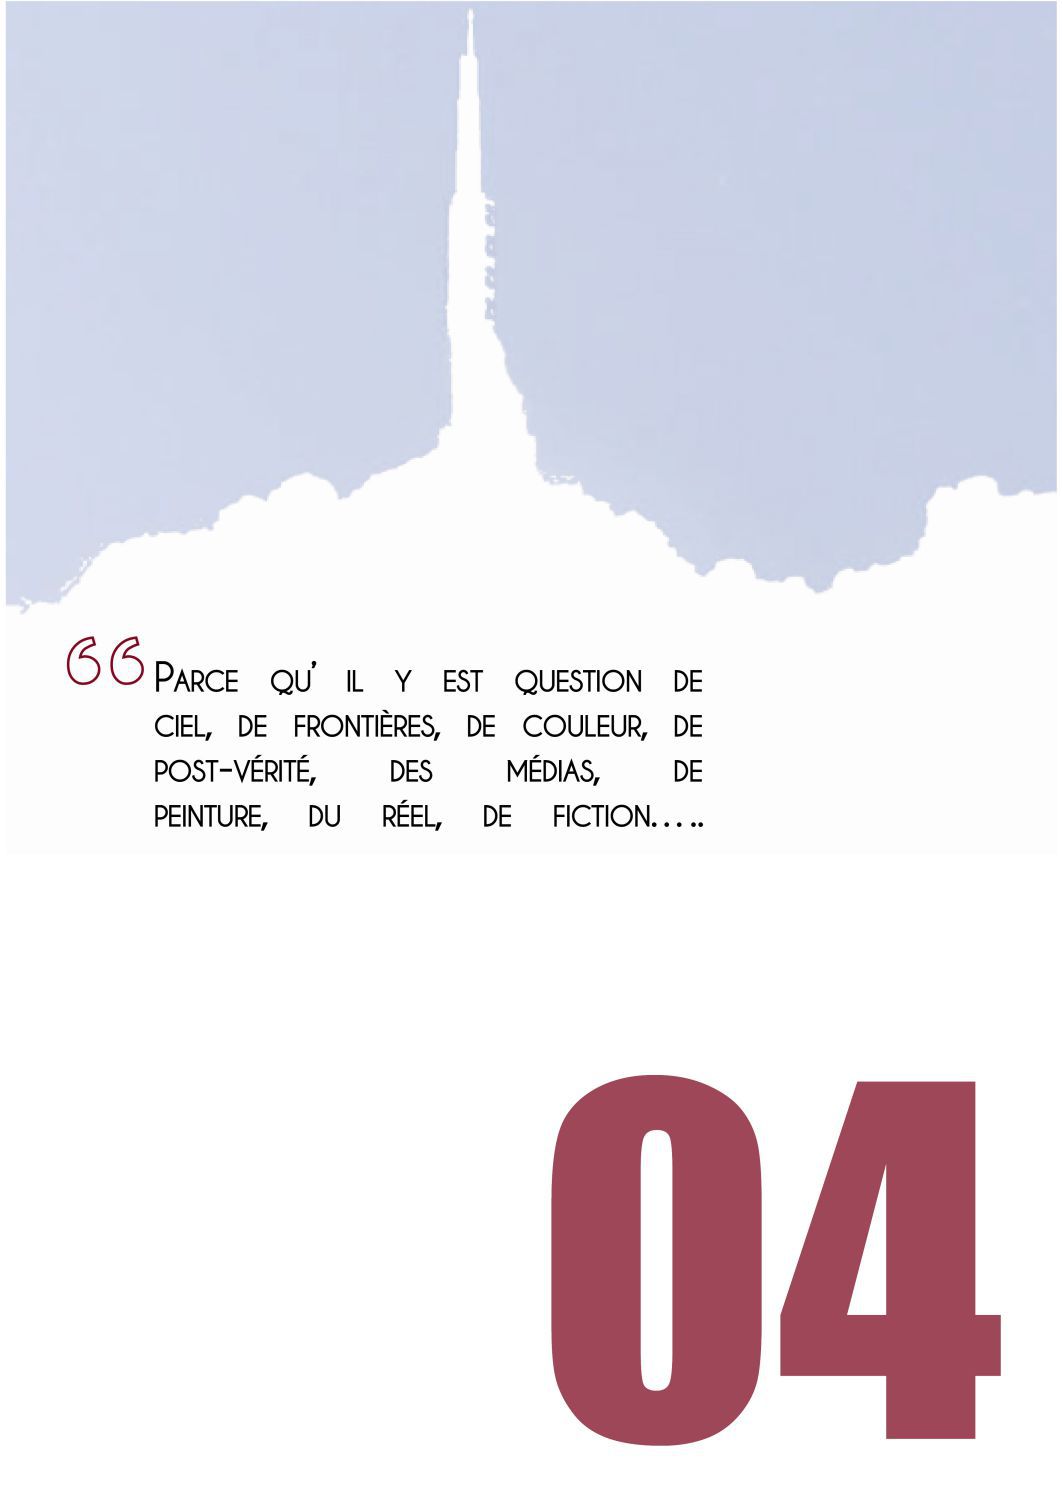 “ Parce qu’ il y est question de
ciel, de frontières, de couleur, de
post-vérité, des médias, de
peinture, du réel, de fiction.....
04